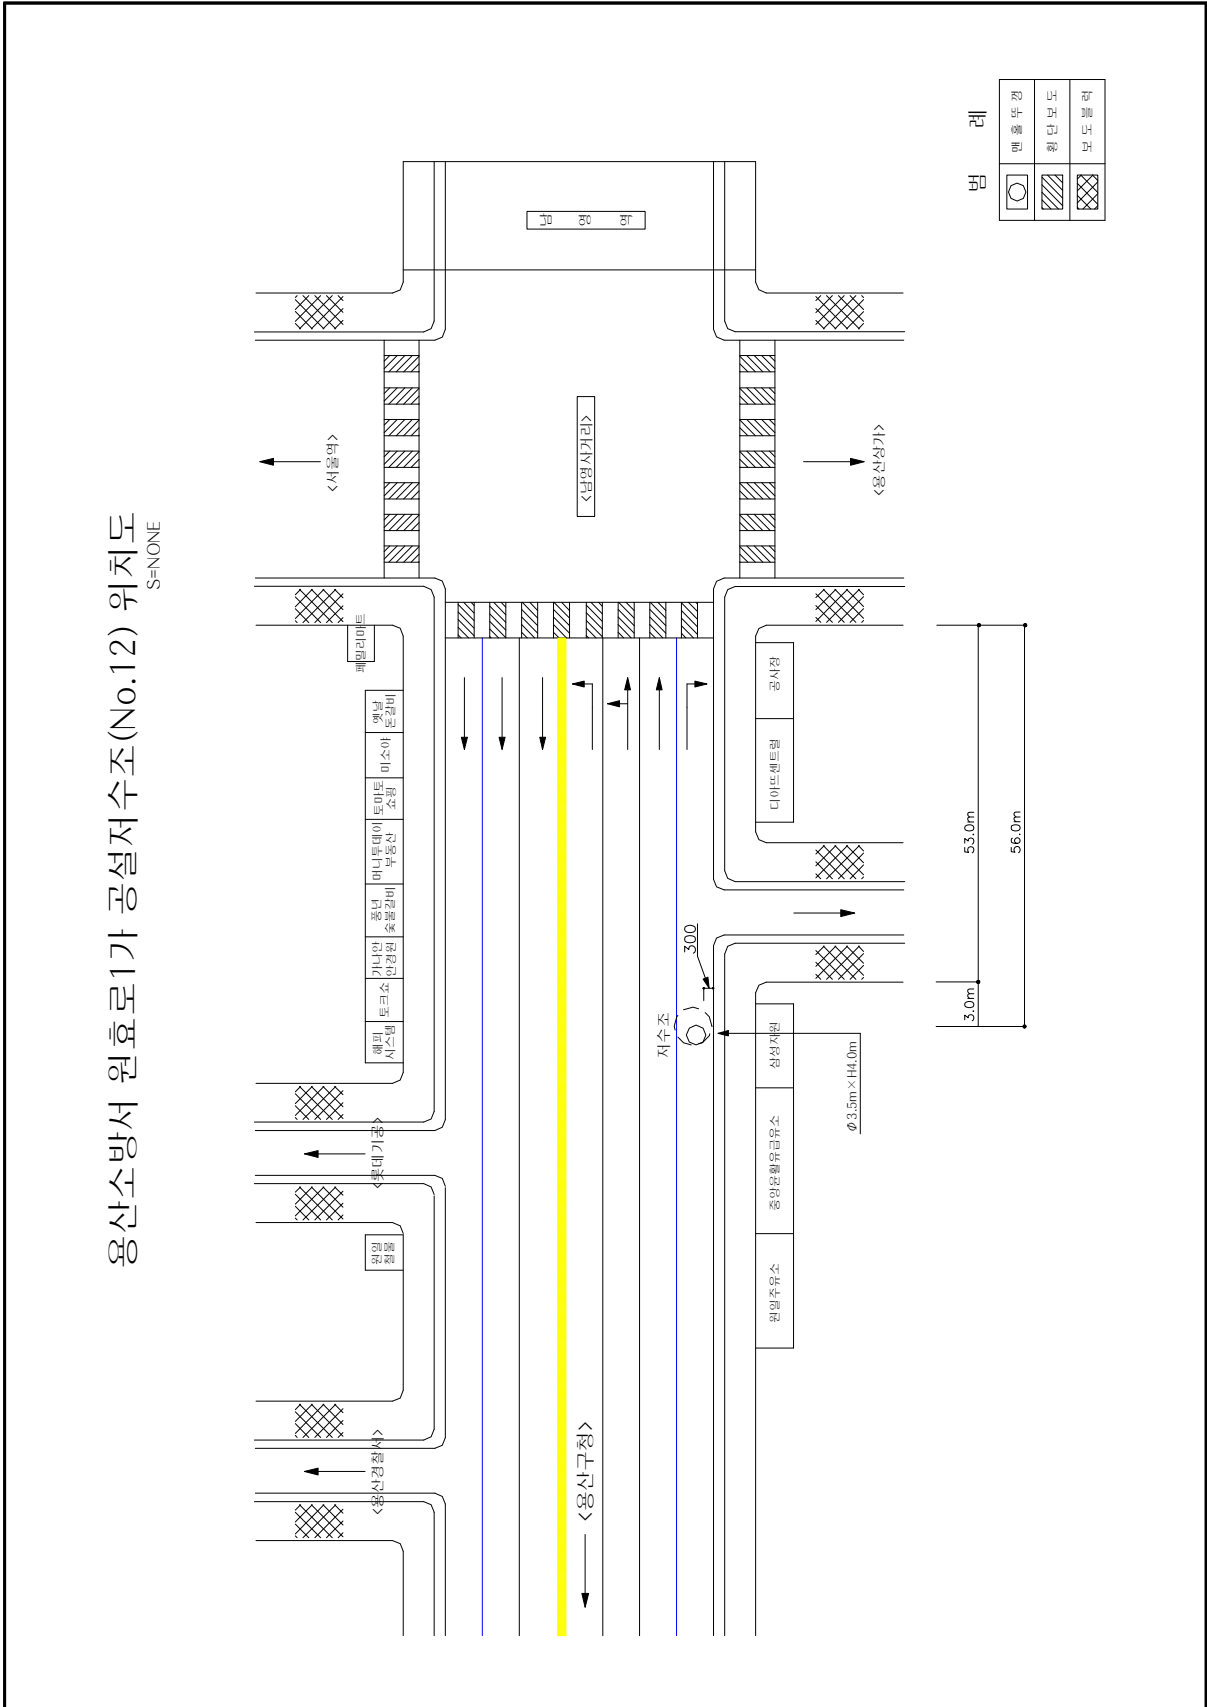 용산소방서 원효로1가 공설저수조(No.12) 위치도
S=NONE
범 례
맨홀뚜껑
횡단보도
보도블럭
<서울역>
남 영 역
<남영사거리>
<용산상가>
패밀리마트
옛날
돈갈비
미소야
토마토
쇼핑
머니투데이
부동산
풍년
숯불갈비
가나안
안경원
토크쇼
해피
시스템
<롯데기공>
원일
철물
<용산경찰서>
<용산구청>
공사장
디아뜨센트럴
300
저수조
삼성자원
중앙윤활유급유소
원일주유소
Φ3.5m×H4.0m
53.0m
3.0m
56.0m